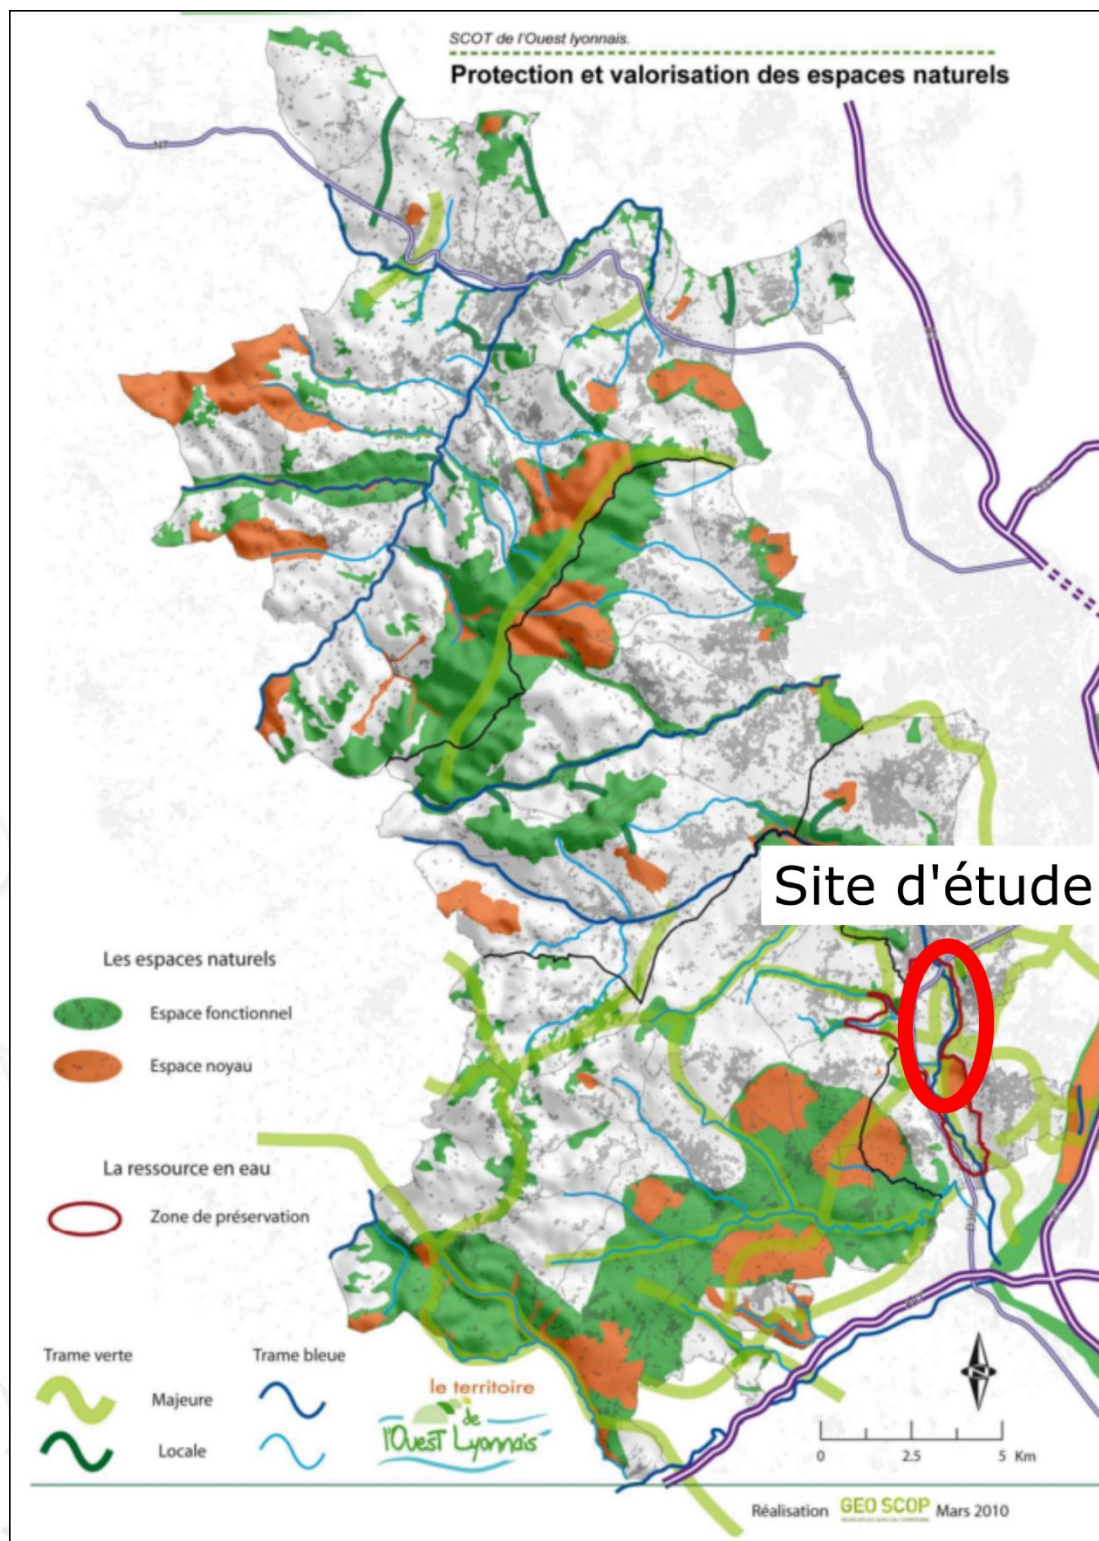 SCOT de l'Ouest lyonnais.
Protection et valorisation des espaces naturels
N7
N7
Site d'étude
Les espaces naturels
Espace fonctionnel
Espace noyau
La ressource en eau
Zone de préservation
Trame verte
Trame bleue
Majeure
Locale
le territoire
de
l'Ouest Lyonnais
N
0 2.5 5 Km
Réalisation GEO SCOP Mars 2010